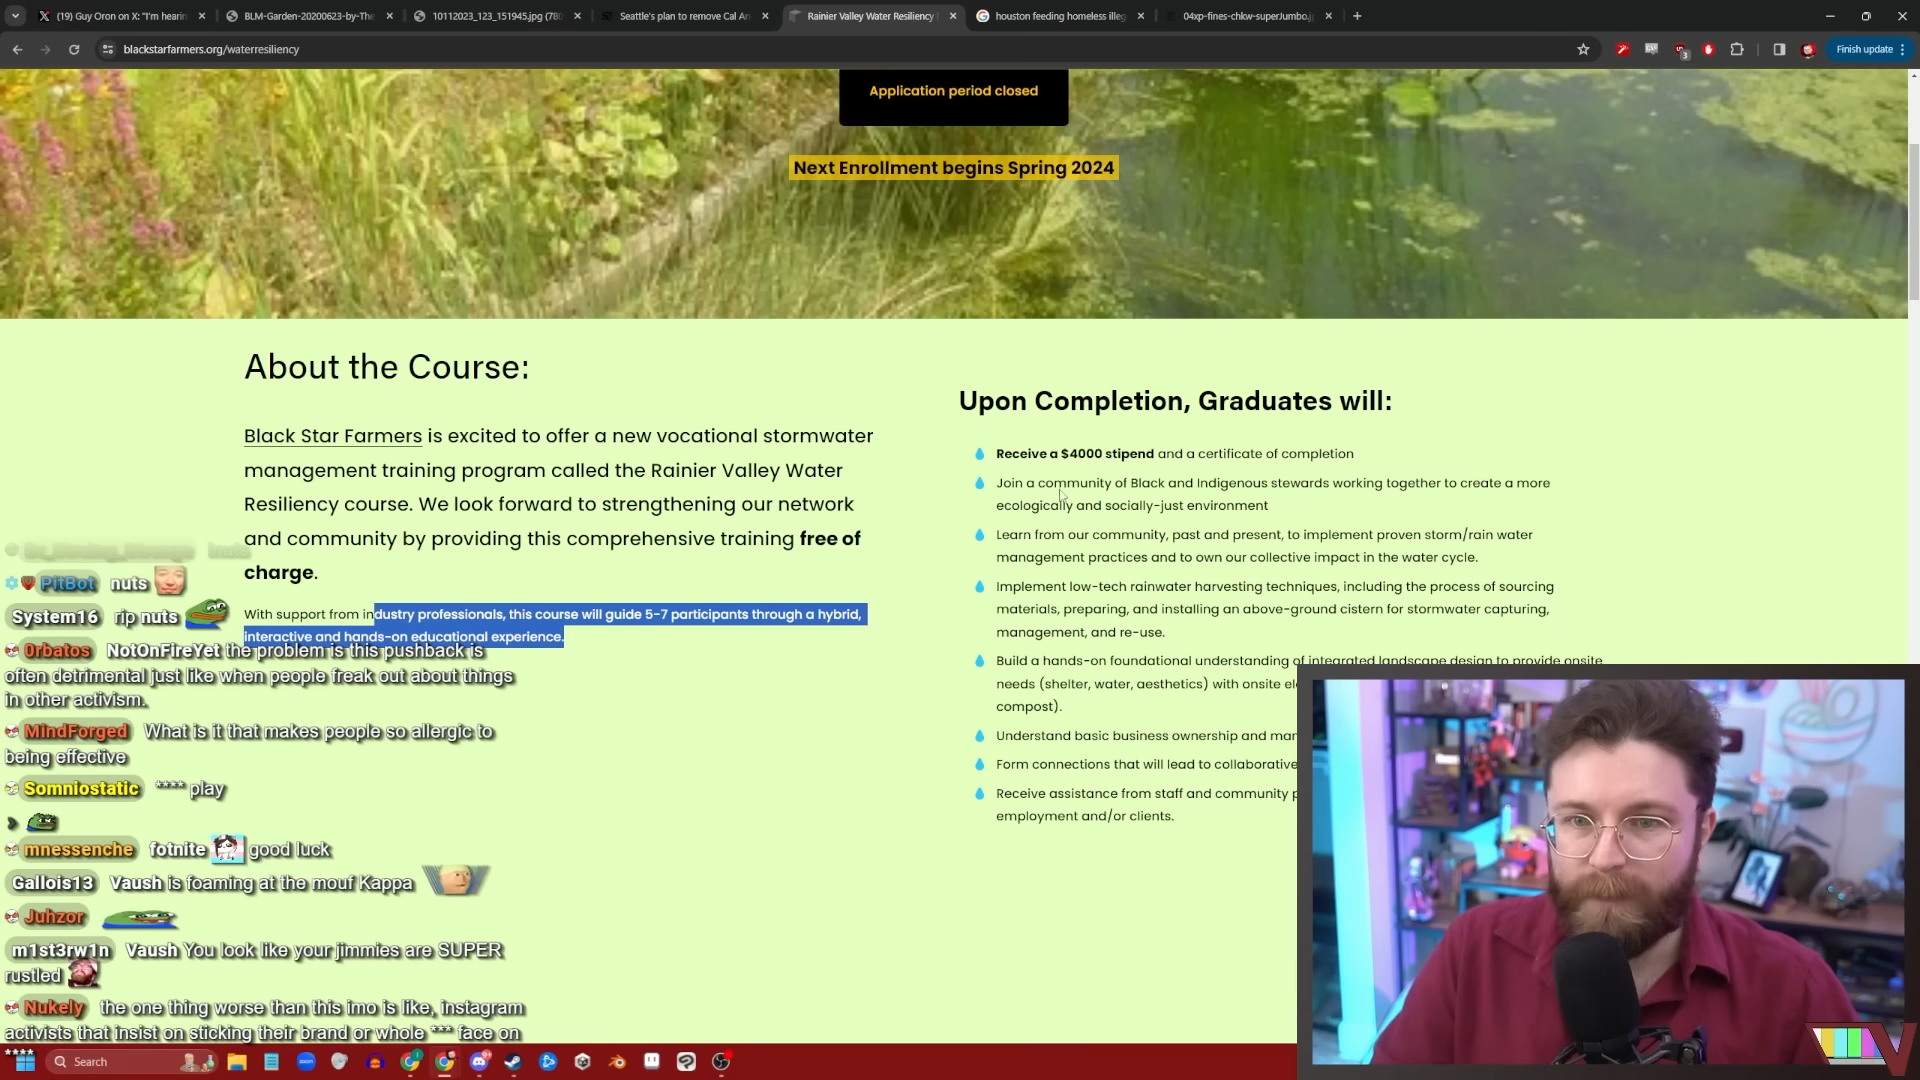 (19) Guy Oron on X: "I'm hearin
BLM-Garden-20200623-by-The
10112023_123_151945.jpg (780
Seattle's plan to remove Cal An
Rainier Valley Water Resiliency
houston feeding homeless illeg
04xp-fines-chkw-superJumbo.j
blackstarfarmers.org/waterresiliency
3
Finish update
Application period closed
Next Enrollment begins Spring 2024
About the Course:
Black Star Farmers is excited to offer a new vocational stormwater
management training program called the Rainier Valley Water
Resiliency course. We look forward to strengthening our network
and community by providing this comprehensive training free of
charge.
With support from industry professionals, this course will guide 5-7 participants through a hybrid,
interactive and hands-on educational experience.
Upon Completion, Graduates will:
Receive a $4000 stipend and a certificate of completion
Join a community of Black and Indigenous stewards working together to create a more
ecologically and socially-just environment
Learn from our community, past and present, to implement proven storm/rain water
management practices and to own our collective impact in the water cycle.
Implement low-tech rainwater harvesting techniques, including the process of sourcing
materials, preparing, and installing an above-ground cistern for stormwater capturing,
management, and re-use.
Build a hands-on foundational understanding of integrated landscape design to provide onsite
needs (shelter, water, aesthetics) with onsite el
compost).
Understand basic business ownership and man
Form connections that will lead to collaborative
Receive assistance from staff and community p
employment and/or clients.
PitBot nuts
System16 rip nuts
0rbatos NotOnFireYet the problem is this pushback is
often detrimental just like when people freak out about things
in other activism.
MindForged What is it that makes people so allergic to
being effective
Somniostatic **** play
mnessenche fotnite good luck
Gallois13 Vaush is foaming at the mouf Kappa
Juhzor
m1st3rw1n Vaush You look like your jimmies are SUPER
rustled
Nukely the one thing worse than this imo is like, instagram
activists that insist on sticking their brand or whole *** face on
****
Search